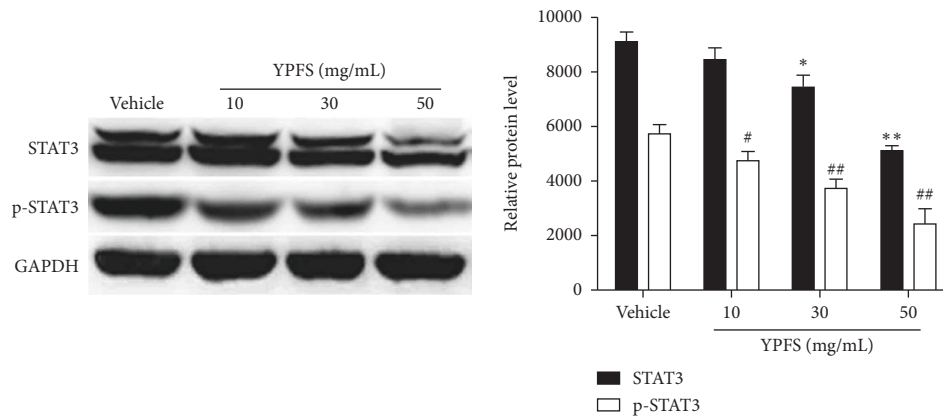 YPFS (mg/mL)
Vehicle 10 30 50
STAT3
p-STAT3
GAPDH
Relative protein level
10000
8000
6000
4000
2000
0
*
**
#
##
##
Vehicle 10 30 50
YPFS (mg/mL)
STAT3
p-STAT3